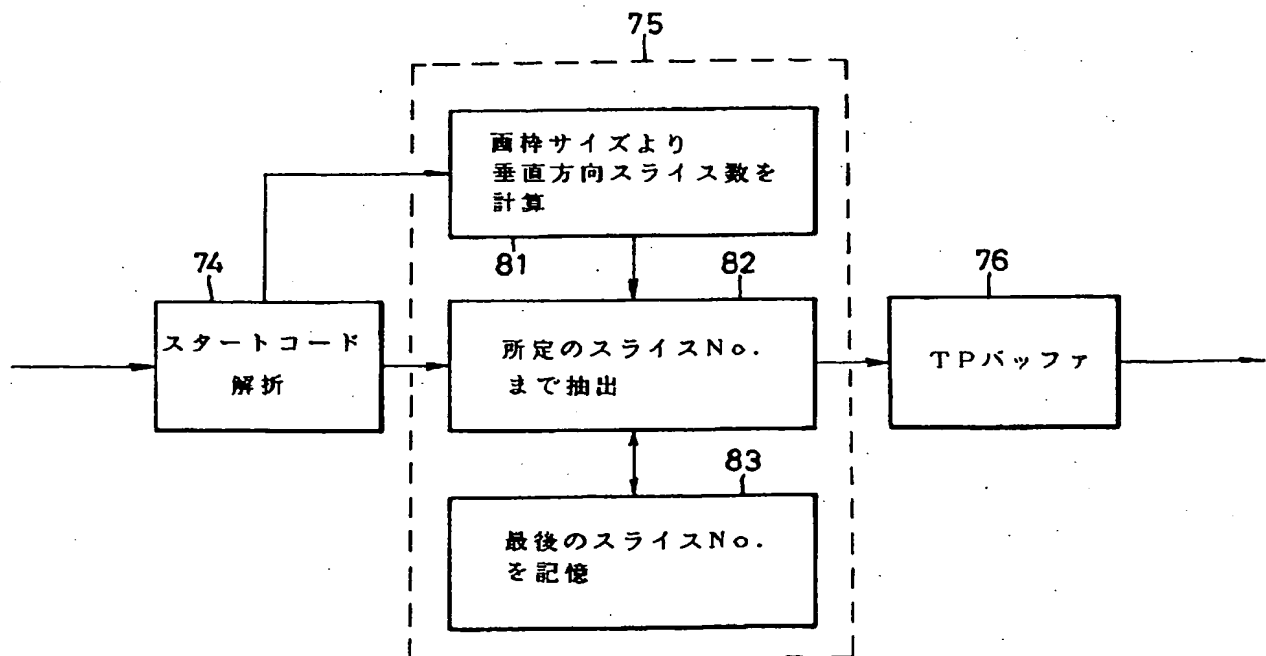 75
画枠サイズより
垂直方向スライス数を
計算
81
74
スタートコード
解折
82
所定のスライスNo.
まで抽出
76
TPバッファ
83
最後のスライスNo.
を記憶